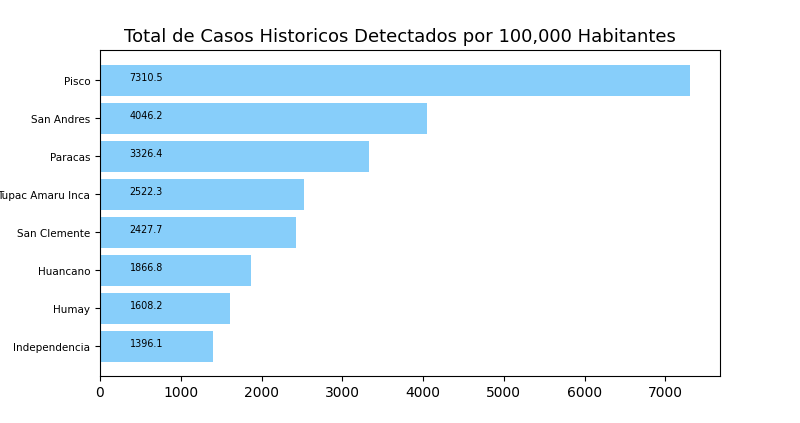 Total de Casos Historicos Detectados por 100,000 Habitantes
Pisco 7310.5
San Andres 4046.2
Paracas 3326.4
Tupac Amaru Inca 2522.3
San Clemente 2427.7
Huancano 1866.8
Humay 1608.2
Independencia 1396.1
0 1000 2000 3000 4000 5000 6000 7000